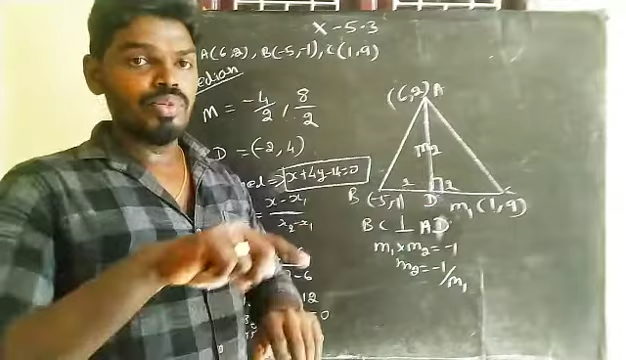 X-5.3
A(6,2), B(-5,-1), C(1,9)
edian
M = -4/2, 8/2
D = (-2, 4)
x+4y-14=0
x-x₁
x₂-x₁
-2-6
12
=0
(6,2) A
m₂
B (-5,-1) D m₁ (1,9)
BC ⊥ AD
m₁ x m₂ = -1
m₂ = -1/m₁